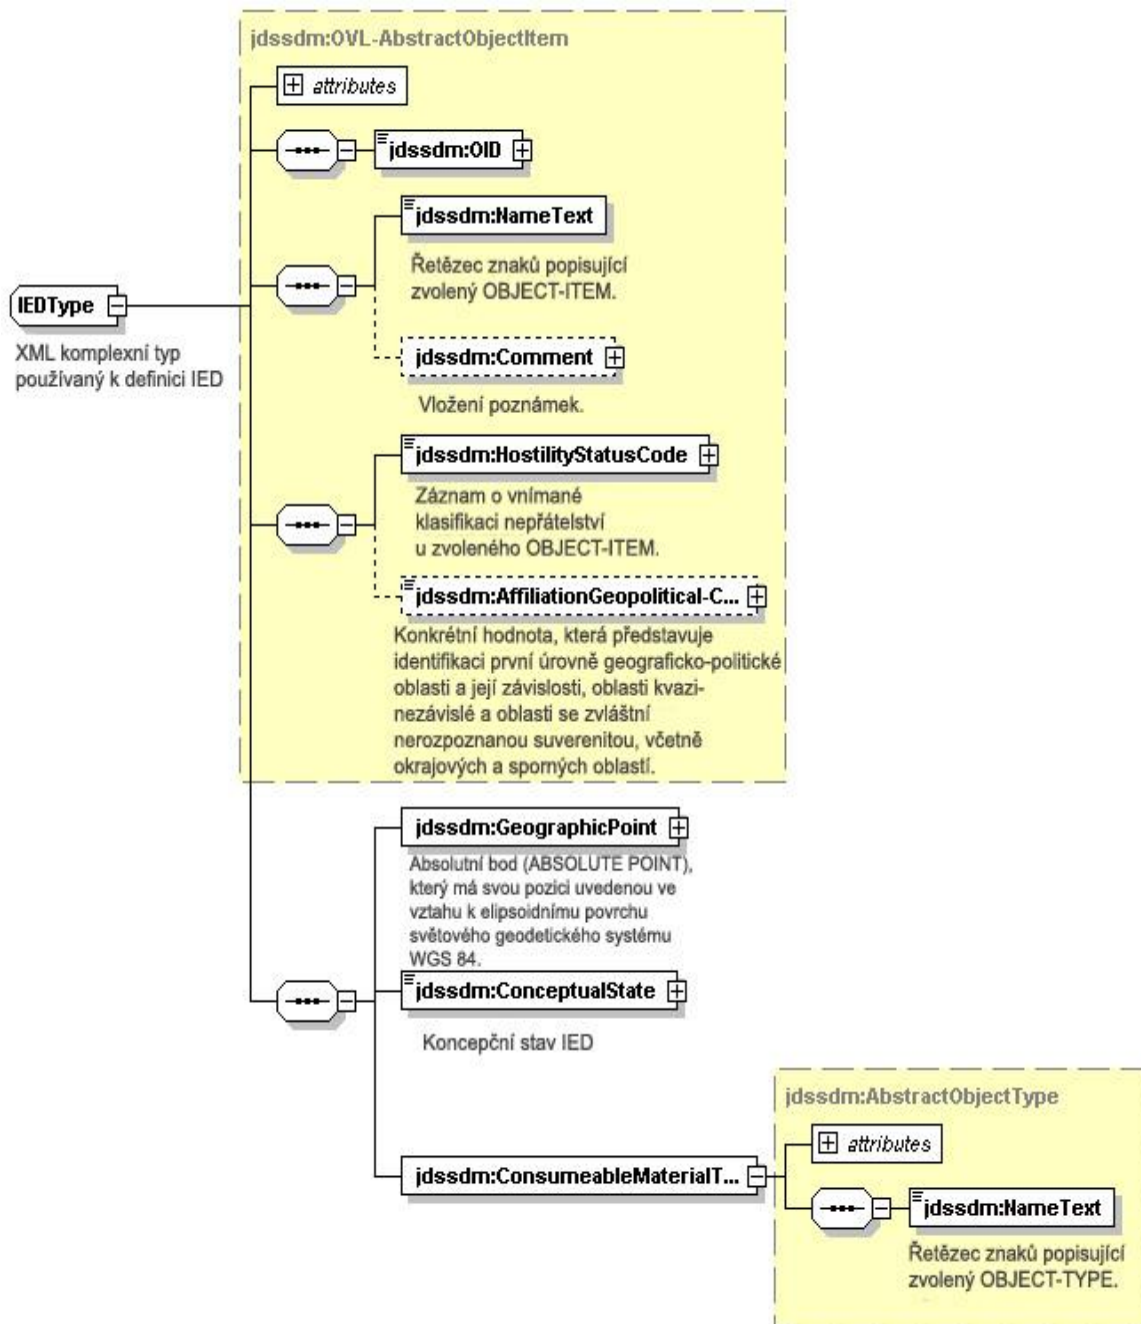 jdssdm:OVL-AbstractObjectItem
attributes
jdssdm:OID
jdssdm:NameText
Řetězec znaků popisující
zvolený OBJECT-ITEM.
IEDType
XML komplexní typ
používaný k definici IED
jdssdm:Comment
Vložení poznámek.
jdssdm:HostilityStatusCode
Záznam o vnímané
klasifikaci nepřátelství
u zvoleného OBJECT-ITEM.
jdssdm:AffiliationGeopolitical-C...
Konkrétní hodnota, která představuje
identifikaci první úrovně geograficko-politické
oblasti a její závislosti, oblasti kvazi-
nezávislé a oblasti se zvláštní
nerozpoznanou suverenitou, včetně
okrajových a sporných oblastí.
jdssdm:GeographicPoint
Absolutní bod (ABSOLUTE POINT),
který má svou pozici uvedenou ve
vztahu k elipsoidnímu povrchu
světového geodetického systému
WGS 84.
jdssdm:ConceptualState
Koncepční stav IED
jdssdm:AbstractObjectType
attributes
jdssdm:ConsumeableMaterialT...
jdssdm:NameText
Řetězec znaků popisující
zvolený OBJECT-TYPE.